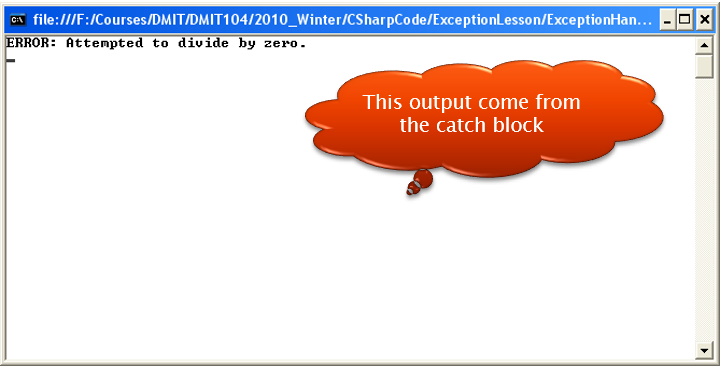 file:///F:/Courses/DMIT/DMIT104/2010_Winter/CSharpCode/ExceptionLesson/ExceptionHan...
ERROR: Attempted to divide by zero.
This output come from
the catch block